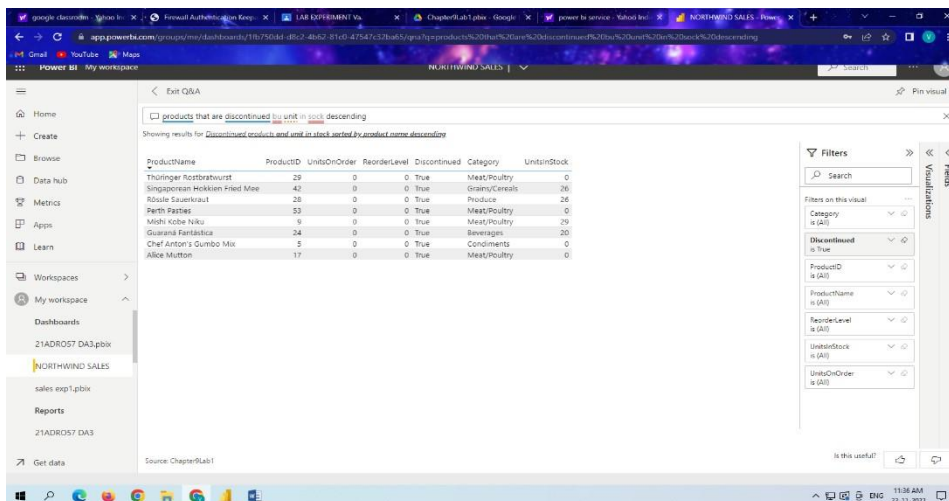 google classroom - Yahoo In
Firewall Authentication Keep
LAB EXPERIMENT Va
Chapter9Lab1.pbix - Google
power bi service - Yahoo Ind
NORTHWIND SALES - Power
app.powerbi.com/groups/me/dashboards/1fb750dd-d8c2-4b62-81c0-47547c32ba65/qna?q=products%20that%20are%20discontinued%20bu%20unit%20in%20sock%20descending
Gmail YouTube Maps
Power BI My workspace
NORTHWIND SALES
Search
Exit Q&A
Pin visual
products that are discontinued bu unit in sock descending
Showing results for Discontinued products and unit in stock sorted by product name descending
Home
Create
Browse
Data hub
Metrics
Apps
Learn
Workspaces
My workspace
Dashboards
21ADRO57 DA3.pbix
NORTHWIND SALES
sales exp1.pbix
Reports
21ADRO57 DA3
Get data
ProductName ProductID UnitsOnOrder ReorderLevel Discontinued Category UnitsInStock
Thüringer Rostbratwurst 29 0 0 True Meat/Poultry 0
Singaporean Hokkien Fried Mee 42 0 0 True Grains/Cereals 26
Rössle Sauerkraut 28 0 0 True Produce 26
Perth Pasties 53 0 0 True Meat/Poultry 0
Mishi Kobe Niku 9 0 0 True Meat/Poultry 29
Guaraná Fantástica 24 0 0 True Beverages 20
Chef Anton's Gumbo Mix 5 0 0 True Condiments 0
Alice Mutton 17 0 0 True Meat/Poultry 0
Filters
Search
Filters on this visual
Category
is (All)
Discontinued
is True
ProductID
is (All)
ProductName
is (All)
ReorderLevel
is (All)
UnitsInStock
is (All)
UnitsOnOrder
is (All)
Visualizations
Fields
Source: Chapter9Lab1
Is this useful?
ENG
11:36 AM